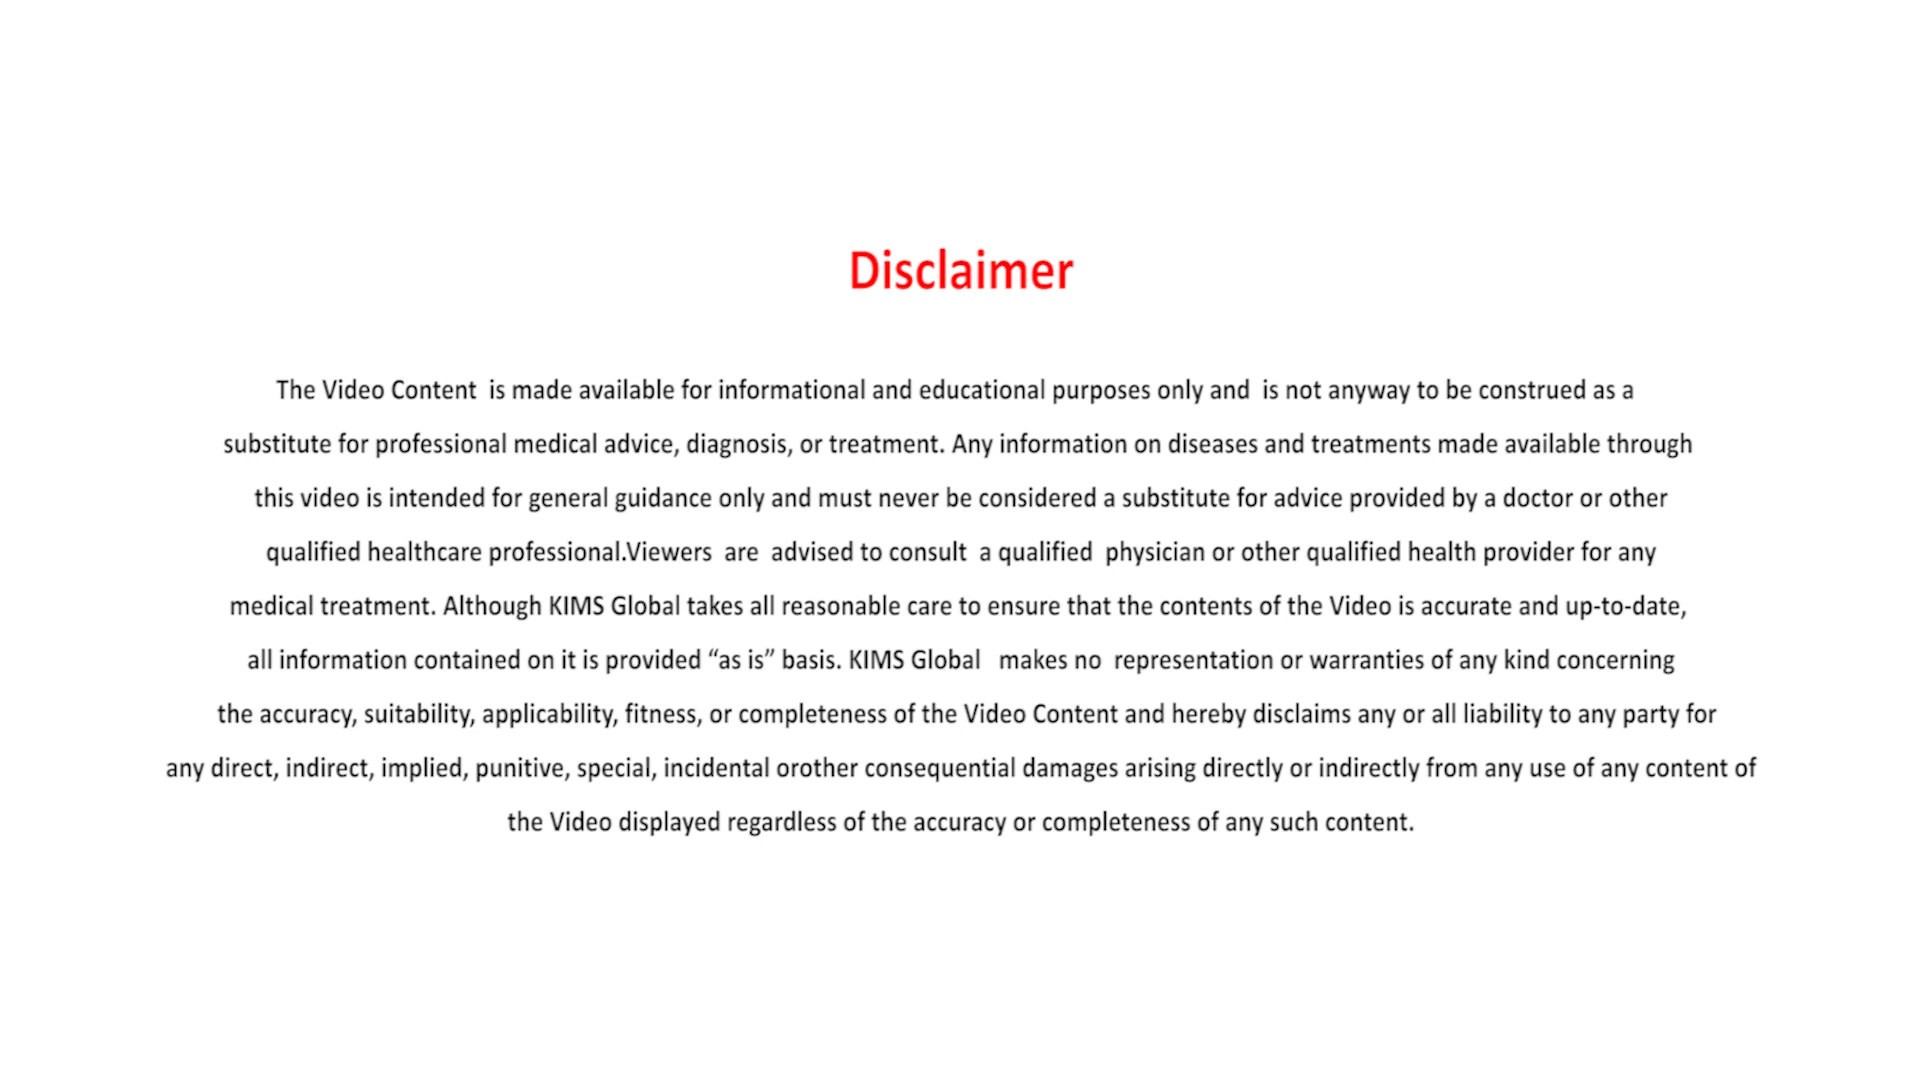 Disclaimer
The Video Content  is made available for informational and educational purposes only and  is not anyway to be construed as a
substitute for professional medical advice, diagnosis, or treatment. Any information on diseases and treatments made available through
this video is intended for general guidance only and must never be considered a substitute for advice provided by a doctor or other
qualified healthcare professional.Viewers  are  advised to consult  a qualified  physician or other qualified health provider for any
medical treatment. Although KIMS Global takes all reasonable care to ensure that the contents of the Video is accurate and up-to-date,
all information contained on it is provided “as is” basis. KIMS Global   makes no  representation or warranties of any kind concerning
the accuracy, suitability, applicability, fitness, or completeness of the Video Content and hereby disclaims any or all liability to any party for
any direct, indirect, implied, punitive, special, incidental orother consequential damages arising directly or indirectly from any use of any content of
the Video displayed regardless of the accuracy or completeness of any such content.